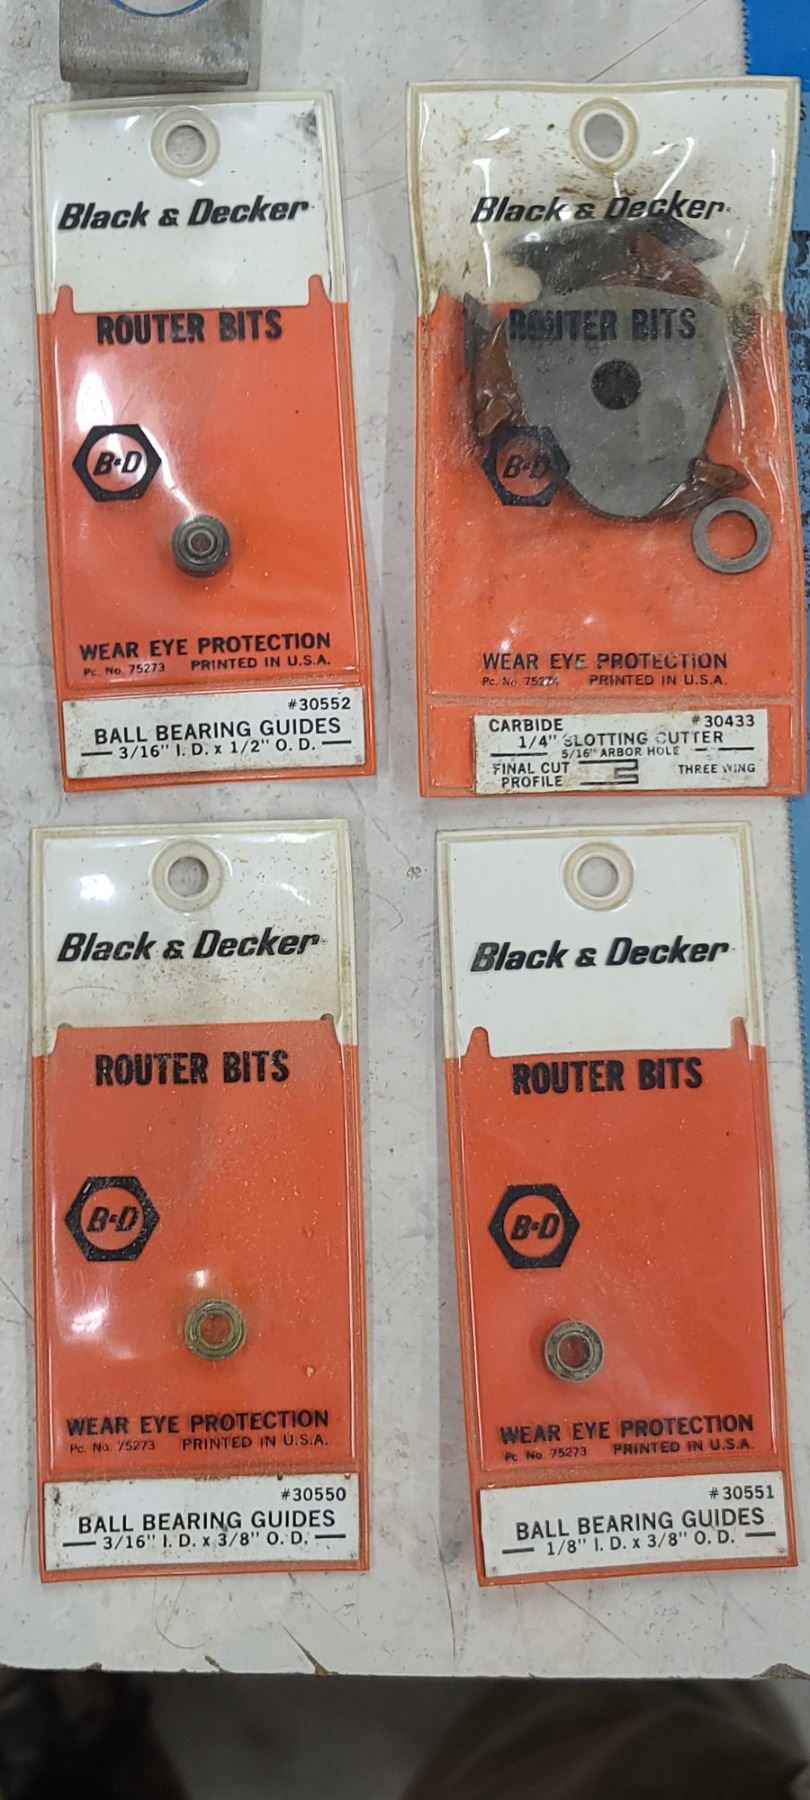 Black & Decker
ROUTER BITS
B&D
WEAR EYE PROTECTION
Pc. No. 75273 PRINTED IN U.S.A.
#30552
BALL BEARING GUIDES
3/16" I. D. x 1/2" O. D.
Black & Decker
ROUTER BITS
B&D
WEAR EYE PROTECTION
Pc. No. 75274 PRINTED IN U.S.A.
CARBIDE #30433
1/4" SLOTTING CUTTER
5/16" ARBOR HOLE
FINAL CUT THREE WING
PROFILE
Black & Decker
ROUTER BITS
B&D
WEAR EYE PROTECTION
Pc. No. 75273 PRINTED IN U.S.A.
#30550
BALL BEARING GUIDES
3/16" I. D. x 3/8" O. D.
Black & Decker
ROUTER BITS
B&D
WEAR EYE PROTECTION
Pc No. 75273 PRINTED IN U.S.A.
#30551
BALL BEARING GUIDES
1/8" I. D. x 3/8" O. D.